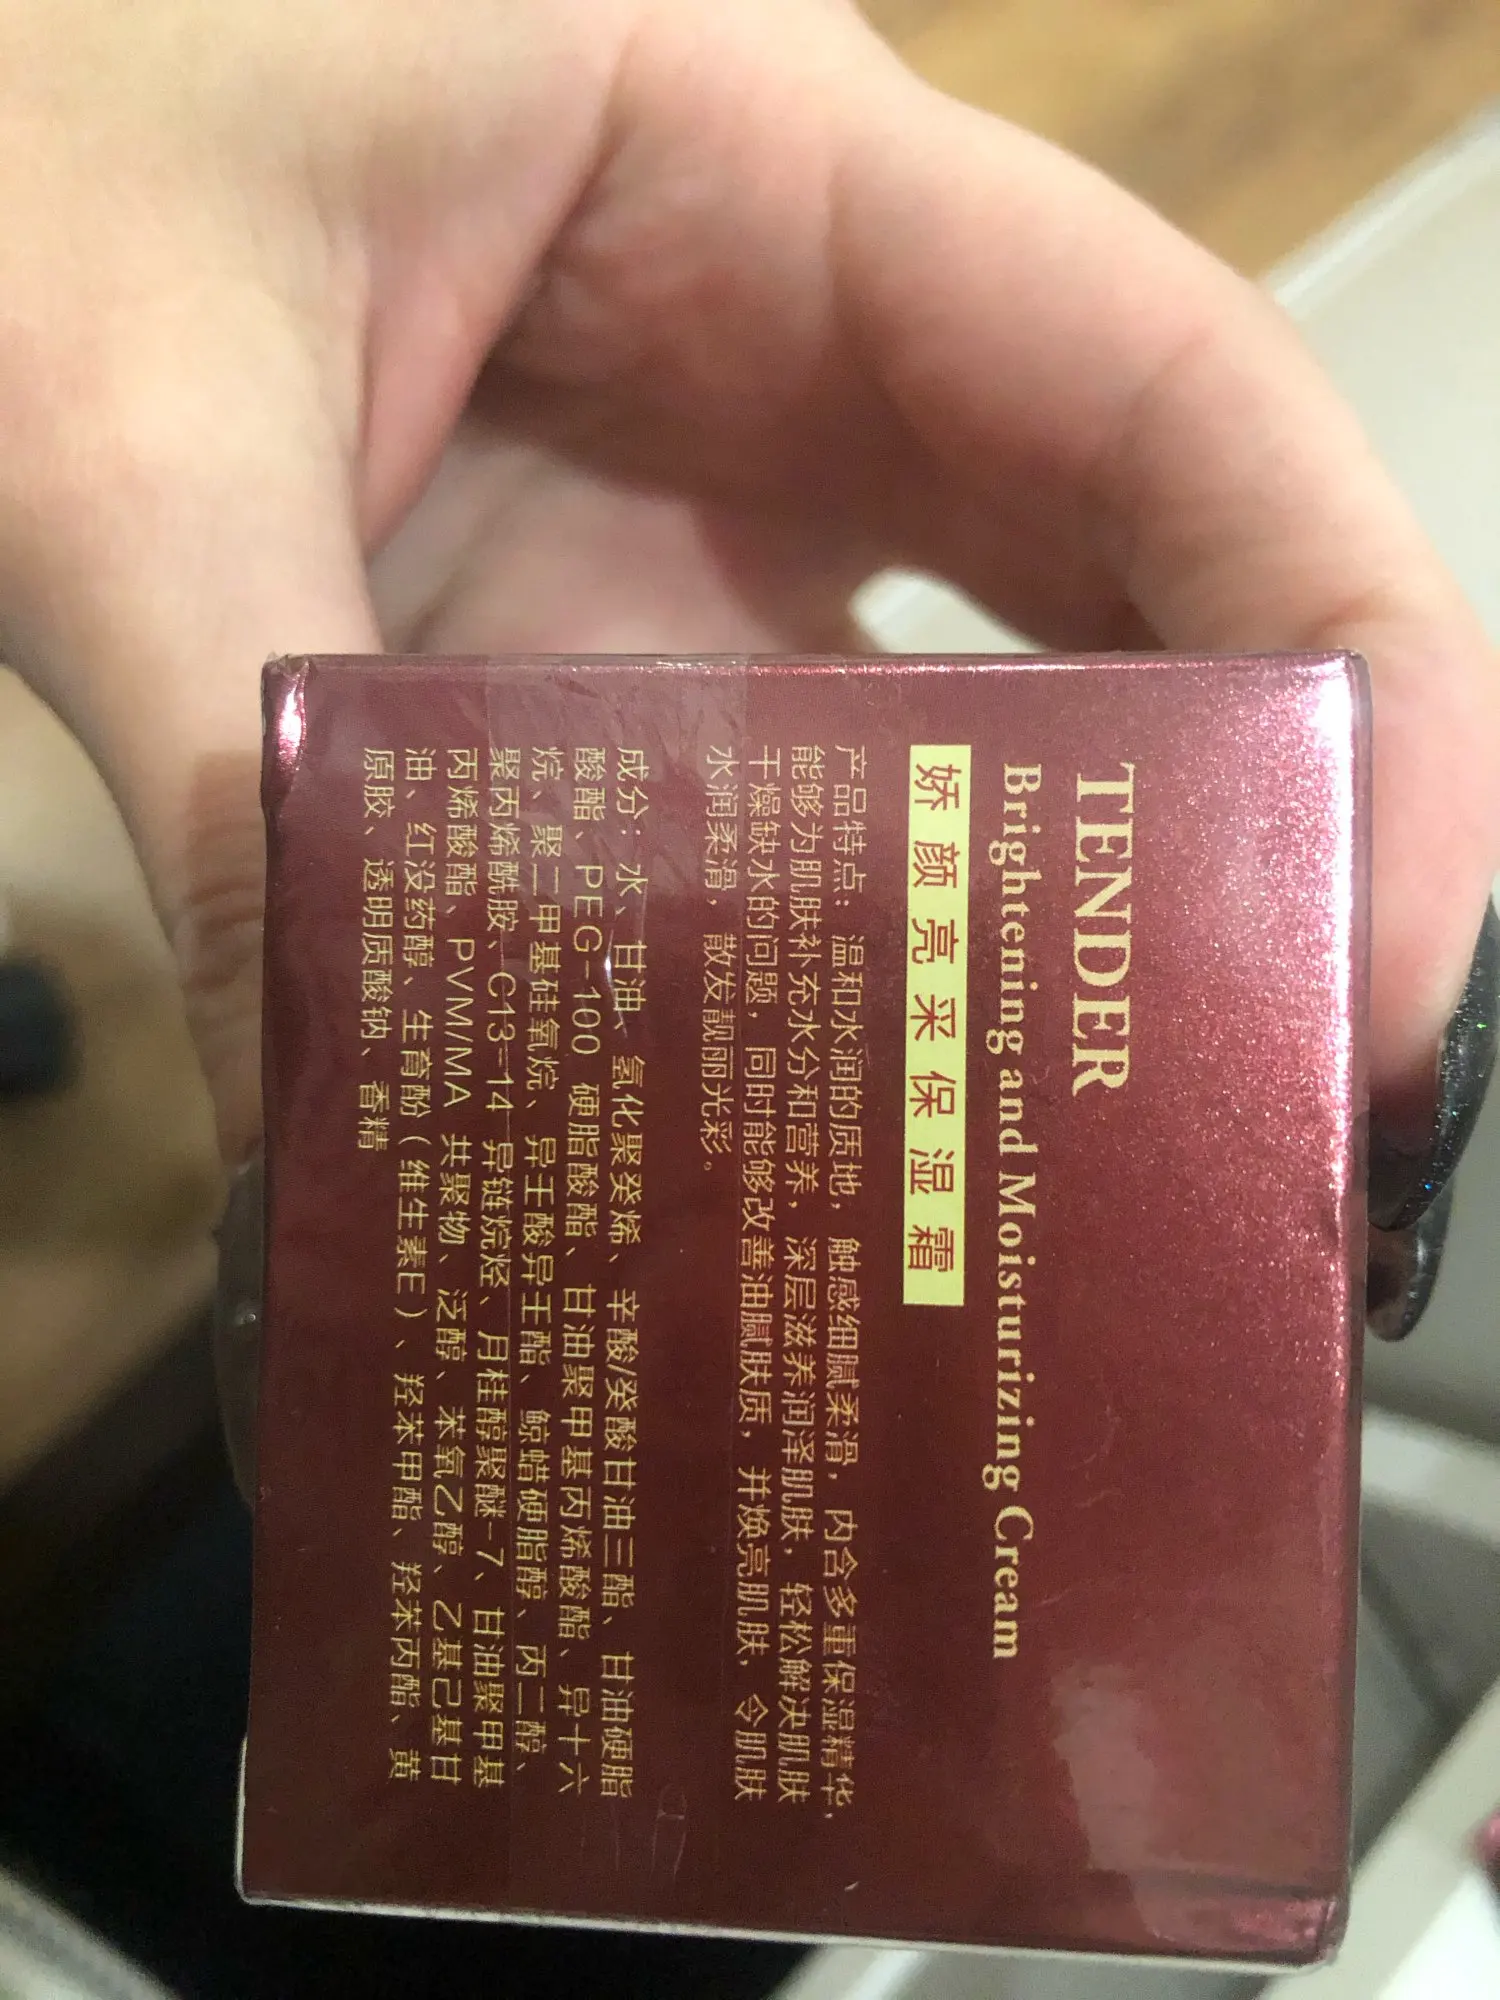 TENDER
Brightening and Moisturizing Cream
娇颜亮采保湿霜
产品特点：温和水润的质地，触感细腻柔滑，内含多重保湿精华，
能够为肌肤补充水分和营养，深层滋养润泽肌肤，轻松解决肌肤
干燥缺水的问题，同时能够改善油腻肤质，并焕亮肌肤，令肌肤
水润柔滑，散发靓丽光彩。
成分：水、甘油、氢化聚癸烯、辛酸/癸酸甘油三酯、甘油硬脂
酸酯、PEG-100 硬脂酸酯、甘油聚甲基丙烯酸酯、异十六
烷、聚二甲基硅氧烷、异壬酸异壬酯、鲸蜡硬脂醇、丙二醇、
聚丙烯酰胺、C13-14 异链烷烃、月桂醇聚醚-7、甘油聚甲基
丙烯酸酯、PVM/MA 共聚物、泛醇、苯氧乙醇、乙基己基甘
油、红没药醇、生育酚（维生素E）、羟苯甲酯、羟苯丙酯、黄
原胶、透明质酸钠、香精